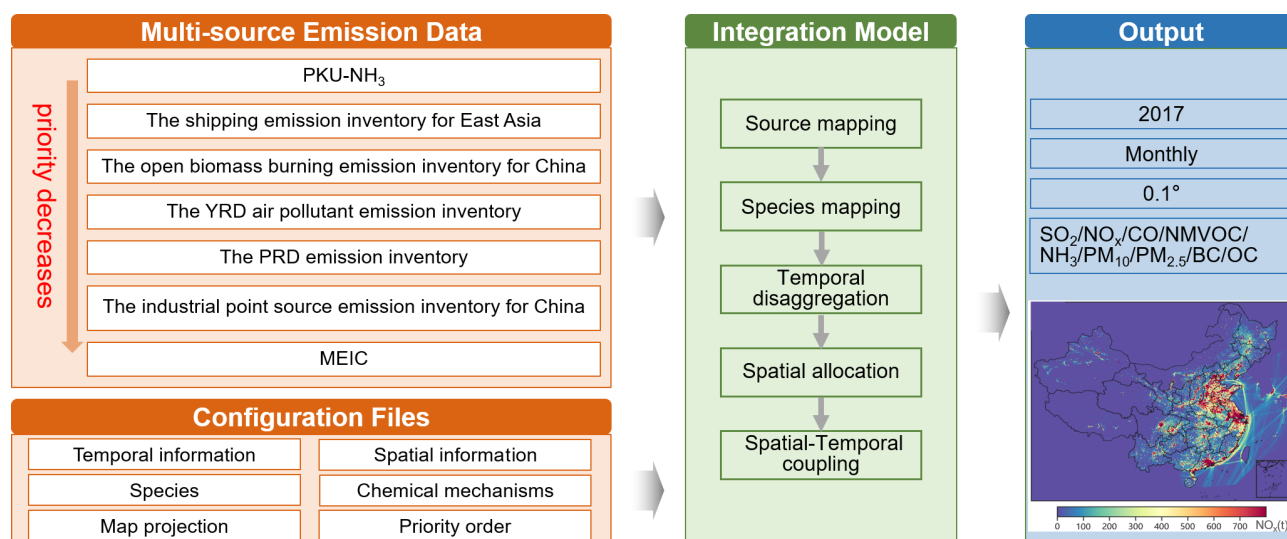 Multi-source Emission Data
priority decreases
PKU-NH₃
The shipping emission inventory for East Asia
The open biomass burning emission inventory for China
The YRD air pollutant emission inventory
The PRD emission inventory
The industrial point source emission inventory for China
MEIC
Configuration Files
Temporal information
Spatial information
Species
Chemical mechanisms
Map projection
Priority order
Integration Model
Source mapping
Species mapping
Temporal
disaggregation
Spatial allocation
Spatial-Temporal
coupling
Output
2017
Monthly
0.1°
SO₂/NOₓ/CO/NMVOC/
NH₃/PM₁₀/PM₂.₅/BC/OC
0 100 200 300 400 500 600 700 NOₓ(t)